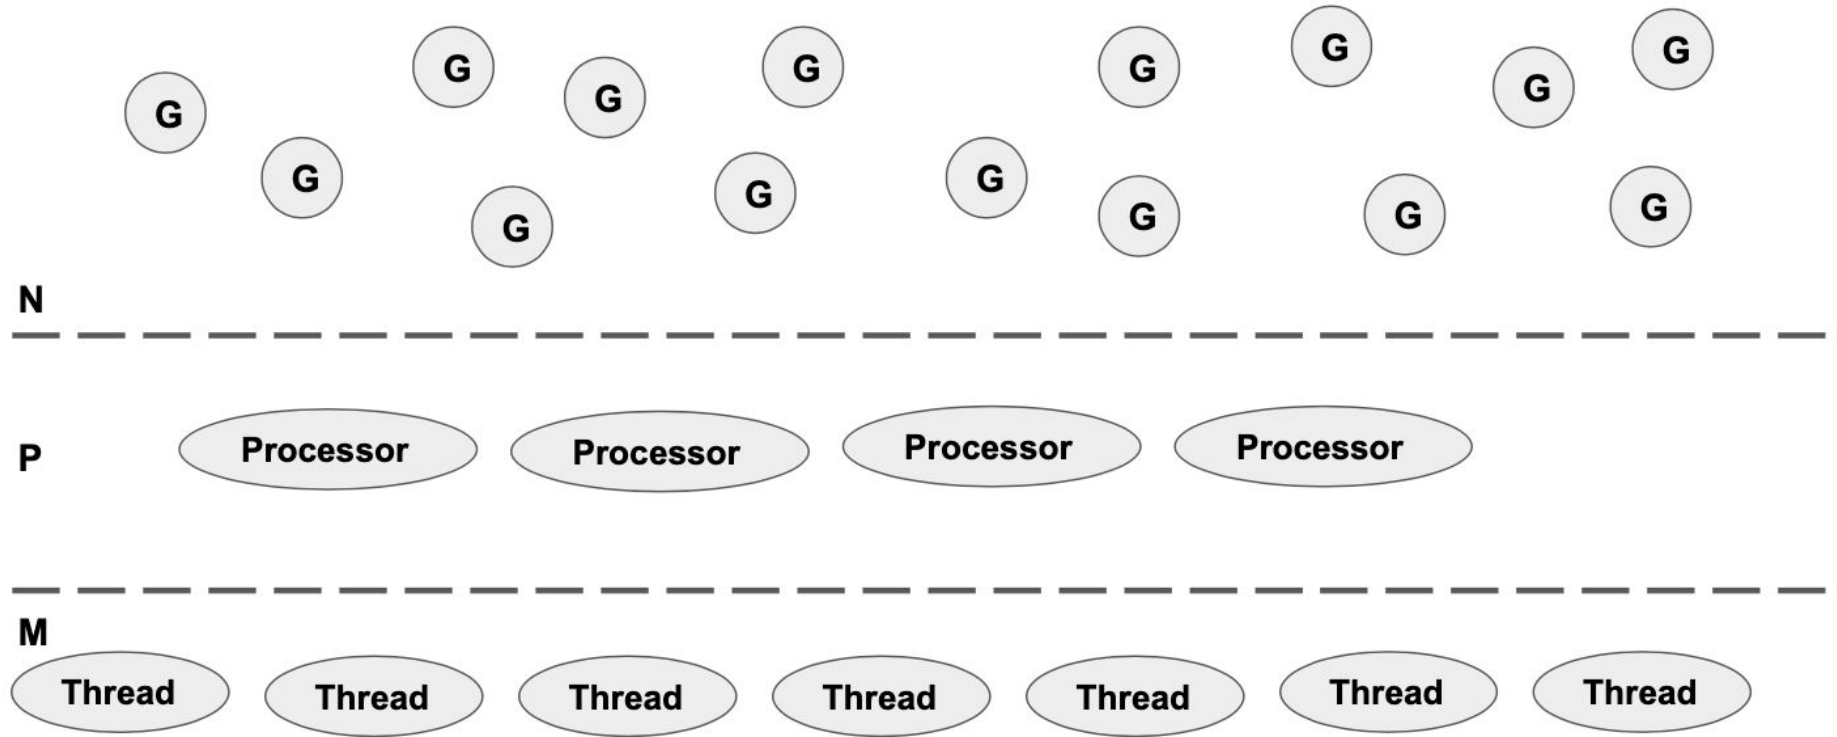 G
G
G
G
G
G
G
G
G
G
G
G
G
G
N
P
Processor
Processor
Processor
Processor
M
Thread
Thread
Thread
Thread
Thread
Thread
Thread